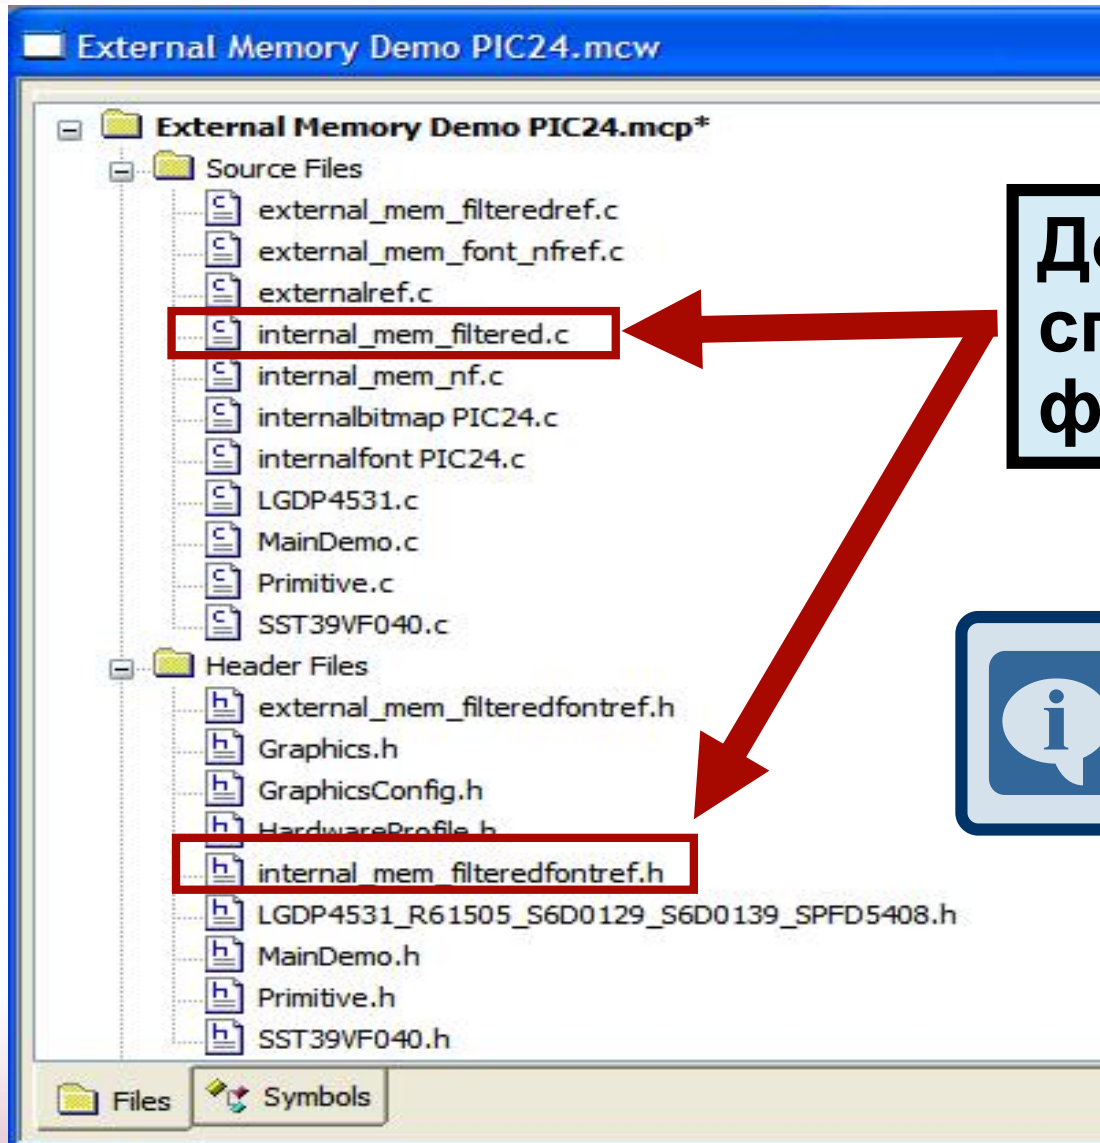 External Memory Demo PIC24.mcw
External Memory Demo PIC24.mcp*
Source Files
external_mem_filteredref.c
external_mem_font_nfref.c
externalref.c
internal_mem_filtered.c
internal_mem_nf.c
internalbitmap PIC24.c
internalfont PIC24.c
LGDP4531.c
MainDemo.c
Primitive.c
SST39VF040.c
Header Files
external_mem_filteredfontref.h
Graphics.h
GraphicsConfig.h
HardwareProfile.h
internal_mem_filteredfontref.h
LGDP4531_R61505_S6D0129_S6D0139_SPFD5408.h
MainDemo.h
Primitive.h
SST39VF040.h
Files
Symbols